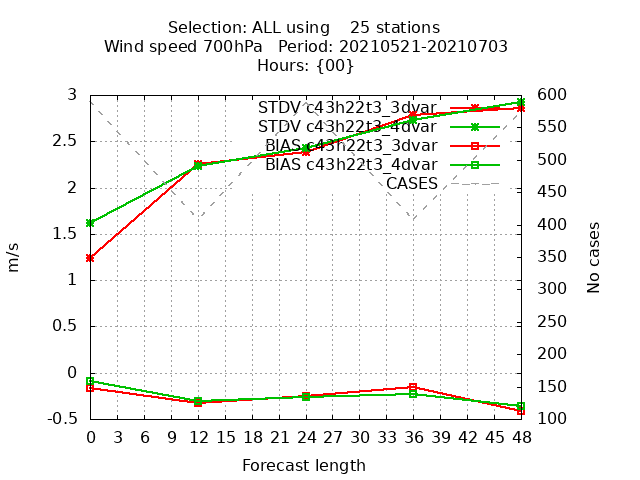 Selection: ALL using    25 stations
Wind speed 700hPa   Period: 20210521-20210703
Hours: {00}
STDV c43h22t3_3dvar
STDV c43h22t3_4dvar
BIAS c43h22t3_3dvar
BIAS c43h22t3_4dvar
CASES
3
2.5
2
1.5
1
0.5
0
-0.5
m/s
600
550
500
450
400
350
300
250
200
150
100
No cases
0 3 6 9 12 15 18 21 24 27 30 33 36 39 42 45 48
Forecast length